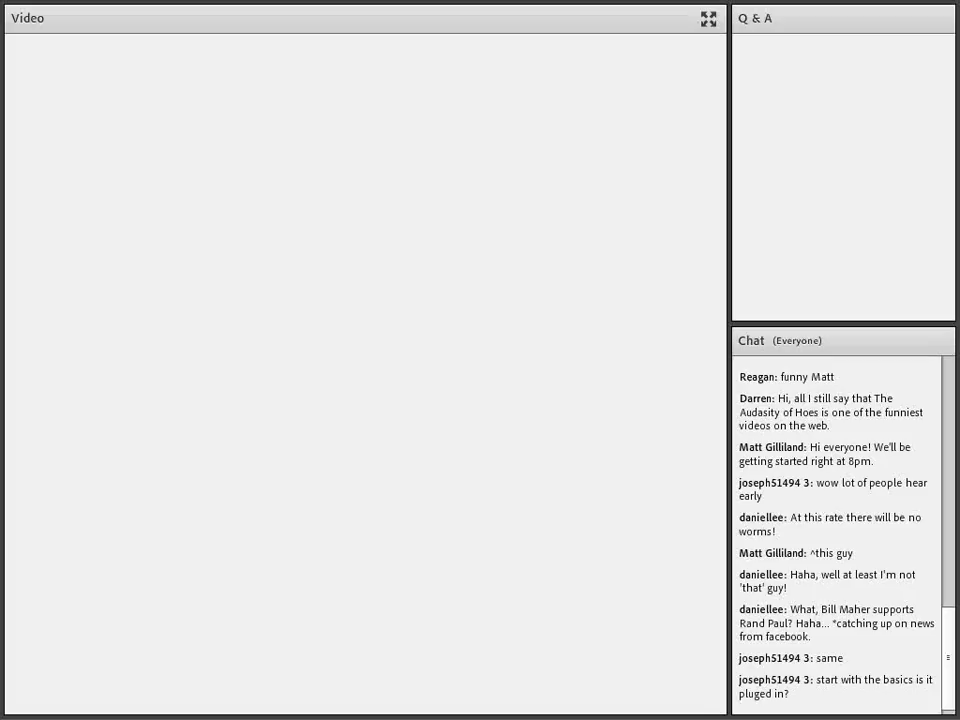 Video
Q & A
Chat (Everyone)
Reagan: funny Matt
Darren: Hi, all I still say that The
Audasity of Hoes is one of the funniest
videos on the web.
Matt Gilliland: Hi everyone! We'll be
getting started right at 8pm.
joseph51494 3: wow lot of people hear
early
daniellee: At this rate there will be no
worms!
Matt Gilliland: ^this guy
daniellee: Haha, well at least I'm not
'that' guy!
daniellee: What, Bill Maher supports
Rand Paul? Haha... *catching up on news
from facebook.
joseph51494 3: same
joseph51494 3: start with the basics is it
pluged in?